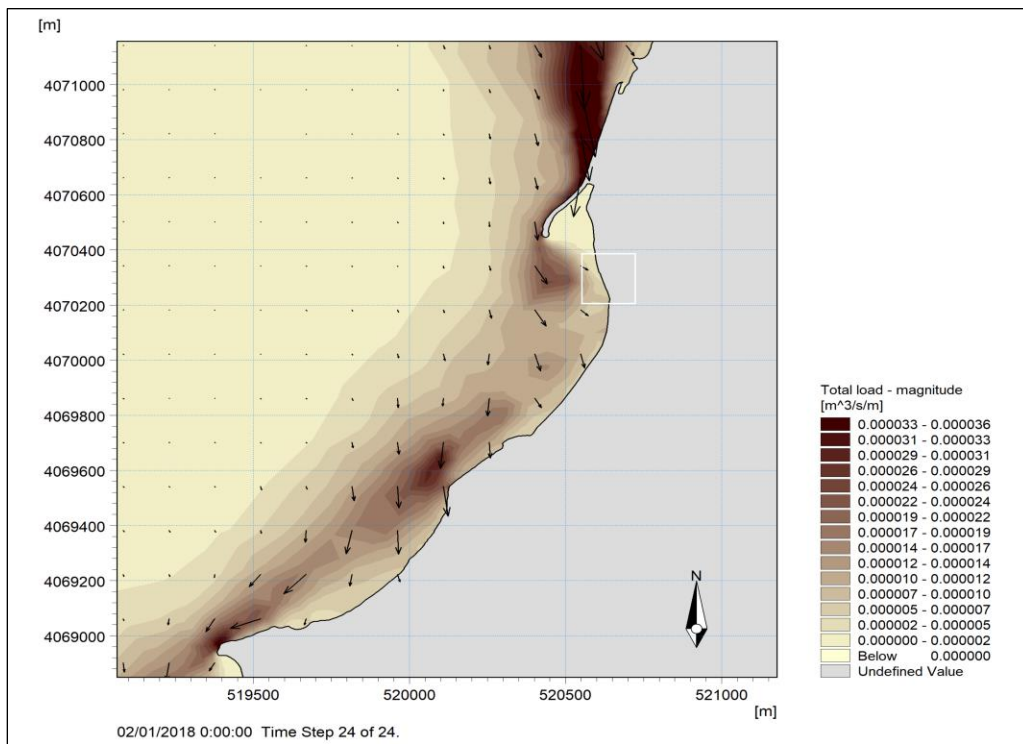 [m]
4071000
4070800
4070600
4070400
4070200
4070000
4069800
4069600
4069400
4069200
4069000
519500 520000 520500 521000
[m]
02/01/2018 0:00:00 Time Step 24 of 24.
N
Total load - magnitude
[m^3/s/m]
0.000033 - 0.000036
0.000031 - 0.000033
0.000029 - 0.000031
0.000026 - 0.000029
0.000024 - 0.000026
0.000022 - 0.000024
0.000019 - 0.000022
0.000017 - 0.000019
0.000014 - 0.000017
0.000012 - 0.000014
0.000010 - 0.000012
0.000007 - 0.000010
0.000005 - 0.000007
0.000002 - 0.000005
0.000000 - 0.000002
Below 0.000000
Undefined Value